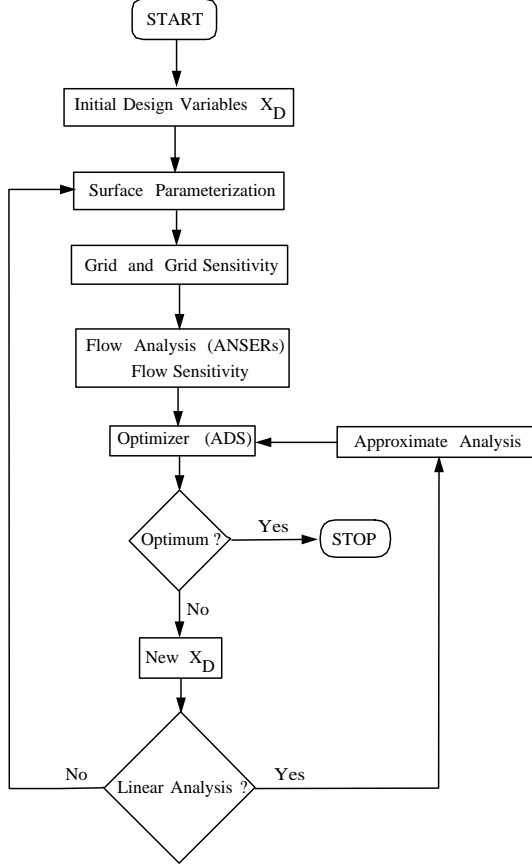 START
Initial Design Variables X_D
Surface Parameterization
Grid and Grid Sensitivity
Flow Analysis (ANSERs)
Flow Sensitivity
Optimizer (ADS)
Approximate Analysis
Optimum ?
Yes
STOP
No
New X_D
No
Linear Analysis ?
Yes